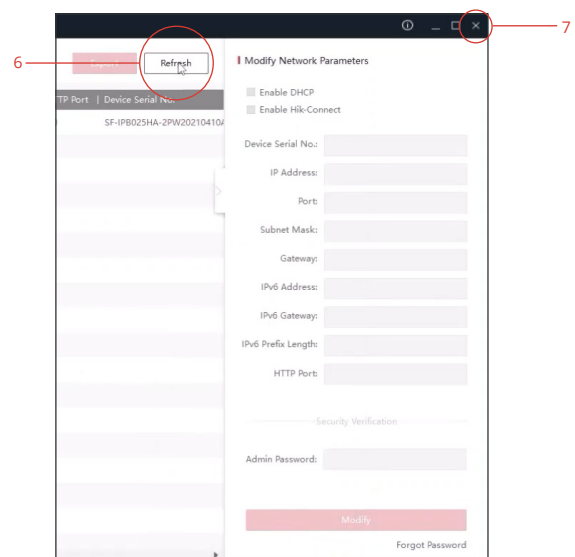 7
6
Export
Refresh
Modify Network Parameters
Enable DHCP
Enable Hik-Connect
TP Port | Device Serial No.
SF-IPB025HA-2PW20210410A
Device Serial No.:
IP Address:
Port:
Subnet Mask:
Gateway:
IPv6 Address:
IPv6 Gateway:
IPv6 Prefix Length:
HTTP Port:
Security Verification
Admin Password:
Modify
Forgot Password